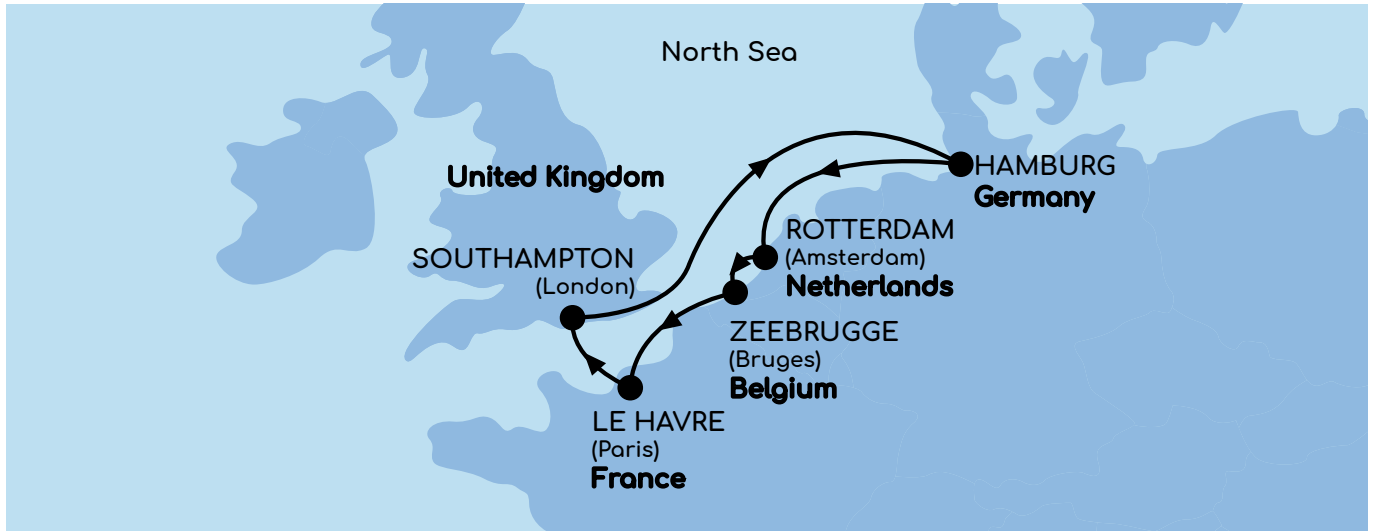 North Sea
United Kingdom
HAMBURG
Germany
SOUTHAMPTON
(London)
ROTTERDAM
(Amsterdam)
Netherlands
ZEEBRUGGE
(Bruges)
Belgium
LE HAVRE
(Paris)
France